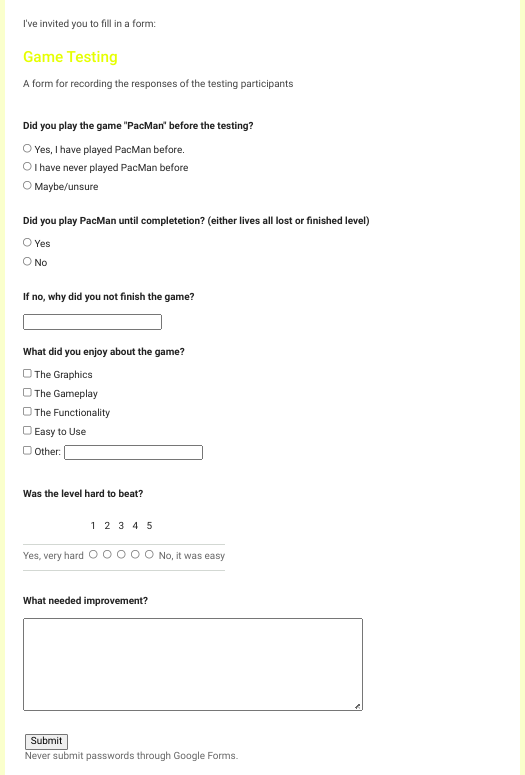 I've invited you to fill in a form:
Game Testing
A form for recording the responses of the testing participants
Did you play the game "PacMan" before the testing?
Yes, I have played PacMan before.
I have never played PacMan before
Maybe/unsure
Did you play PacMan until completetion? (either lives all lost or finished level)
Yes
No
If no, why did you not finish the game?
What did you enjoy about the game?
The Graphics
The Gameplay
The Functionality
Easy to Use
Other:
Was the level hard to beat?
1 2 3 4 5
Yes, very hard No, it was easy
What needed improvement?
Submit
Never submit passwords through Google Forms.